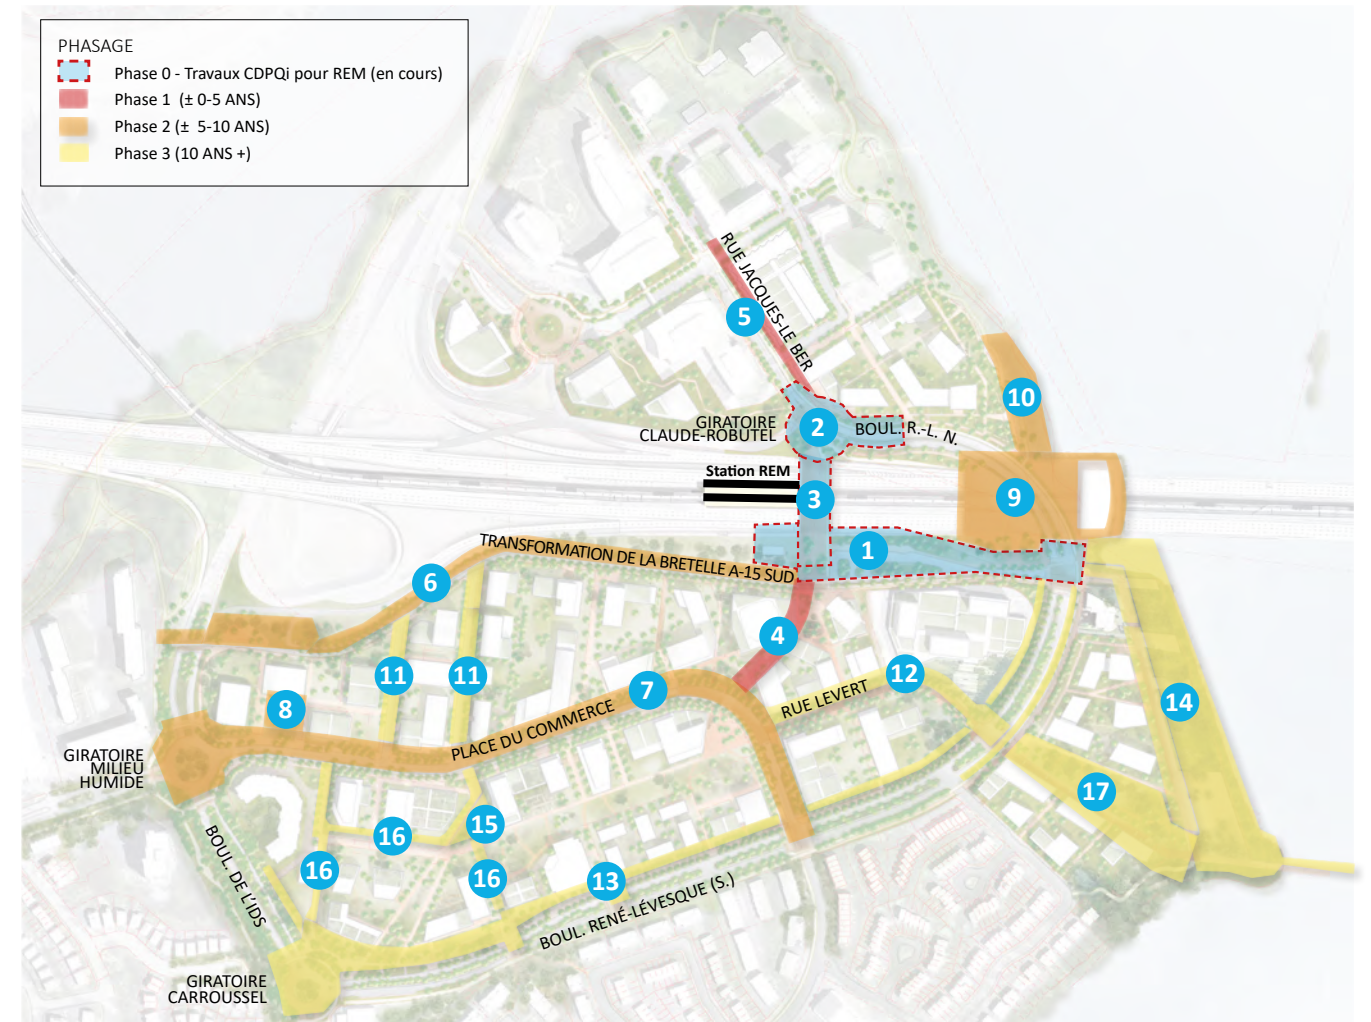 PHASAGE
Phase 0 - Travaux CDPQi pour REM (en cours)
Phase 1 (± 0-5 ANS)
Phase 2 (± 5-10 ANS)
Phase 3 (10 ANS +)
RUE JACQUES-LE BER
5
10
GIRATOIRE
CLAUDE-ROBUTEL
2
BOUL. R.-L. N.
Station REM
3
9
TRANSFORMATION DE LA BRETELLE A-15 SUD
1
6
4
11
11
12
7
8
RUE LEVERT
14
PLACE DU COMMERCE
GIRATOIRE
MILIEU
HUMIDE
17
15
16
BOUL. DE L'IDS
16
16
13
BOUL. RENÉ-LÉVESQUE (S.)
GIRATOIRE
CARROUSSEL